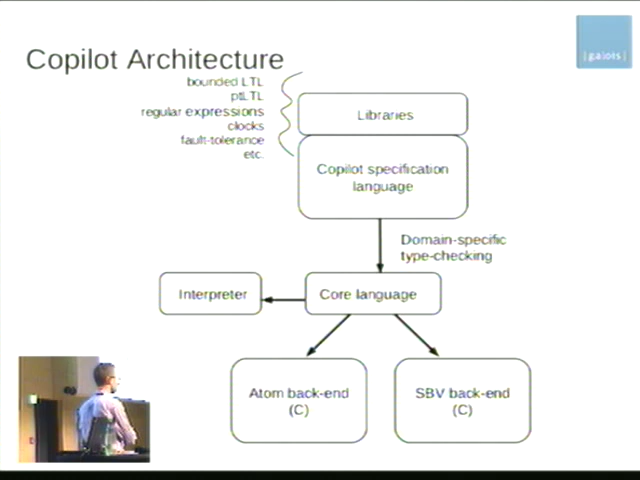 Copilot Architecture
|galois|
bounded LTL
ptLTL
regular expressions
clocks
fault-tolerance
etc.
Libraries
Copilot specification
language
Domain-specific
type-checking
Interpreter
Core language
Atom back-end
(C)
SBV back-end
(C)